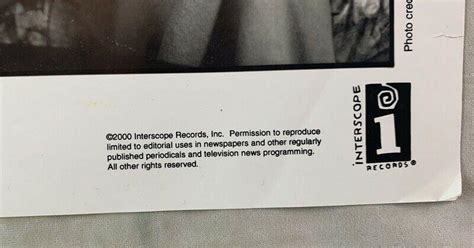 Photo cred
©2000 Interscope Records, Inc. Permission to reproduce
limited to editorial uses in newspapers and other regularly
published periodicals and television news programming.
All other rights reserved.
INTERSCOPE
i
RECORDS®